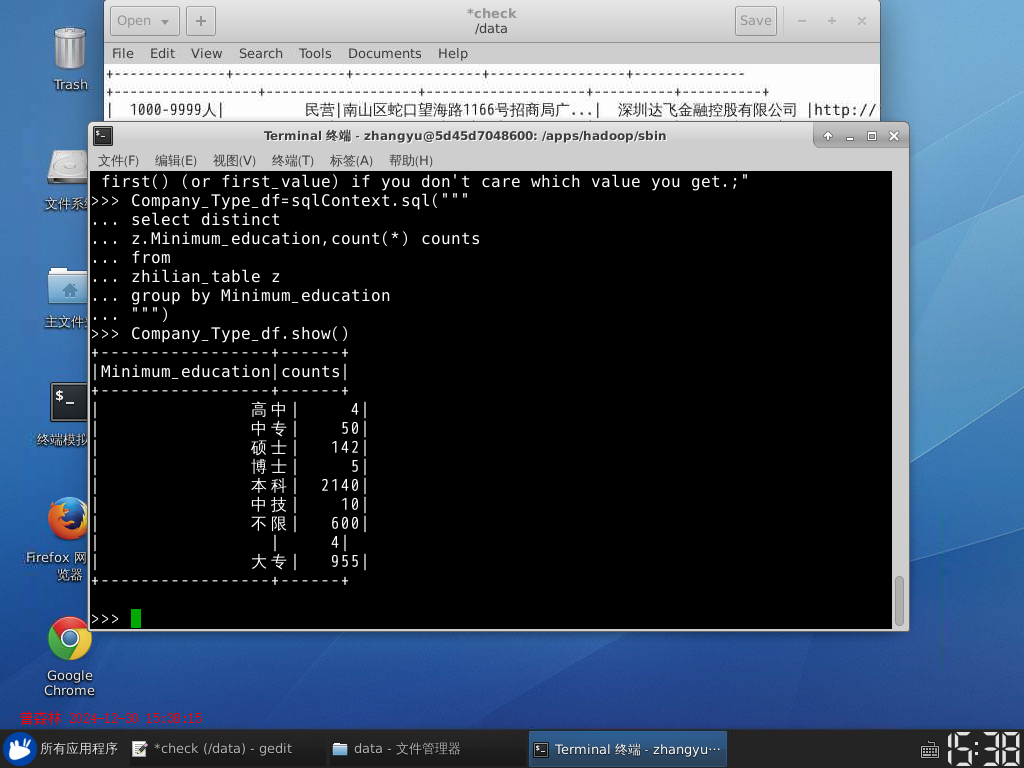 Open
*check
/data
Save
File Edit View Search Tools Documents Help
+--------------+--------------+----------------+-----------------+--------------
+------------------+-------------------+--------------------+-----------+-----------+
| 1000-9999人| 民营|南山区蛇口望海路1166号招商局广...| 深圳达飞金融控股有限公司 |http://
Terminal 终端 - zhangyu@5d45d7048600: /apps/hadoop/sbin
文件(F) 编辑(E) 视图(V) 终端(T) 标签(A) 帮助(H)
first() (or first_value) if you don't care which value you get.;"
>>> Company_Type_df=sqlContext.sql("""
... select distinct
... z.Minimum_education,count(*) counts
... from
... zhilian_table z
... group by Minimum_education
... """)
>>> Company_Type_df.show()
+-----------------+------+
|Minimum_education|counts|
+-----------------+------+
| 高中| 4|
| 中专| 50|
| 硕士| 142|
| 博士| 5|
| 本科| 2140|
| 中技| 10|
| 不限| 600|
| | 4|
| 大专| 955|
+-----------------+------+
>>>
Trash
文件系
主文件
终端模拟
Firefox 网
览器
Google
Chrome
15:38
所有应用程序
*check (/data) - gedit
data - 文件管理器
Terminal 终端 - zhangyu···